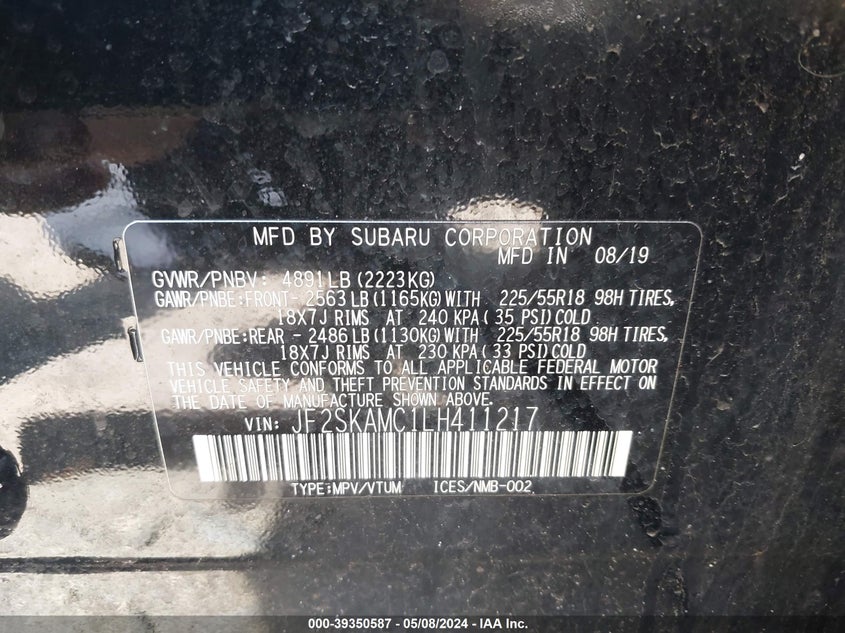 MFD BY SUBARU CORPORATION
MFD IN 08/19
GVWR/PNBV: 4891LB (2223KG)
GAWR/PNBE:FRONT- 2563 LB (1165KG) WITH 225/55R18 98H TIRES,
18X7J RIMS AT 240 KPA ( 35 PSI) COLD
GAWR/PNBE:REAR - 2486 LB (1130KG) WITH 225/55R18 98H TIRES,
18X7J RIMS AT 230 KPA ( 33 PSI) COLD
THIS VEHICLE CONFORMS TO ALL APPLICABLE FEDERAL MOTOR
VEHICLE SAFETY AND THEFT PREVENTION STANDARDS IN EFFECT ON
THE DATE OF MANUFACTURE SHOWN ABOVE.
VIN: JF2SKAMC1LH411217
TYPE:MPV/VTUM ICES/NMB-002
000-39350587 - 05/08/2024 - IAA Inc.